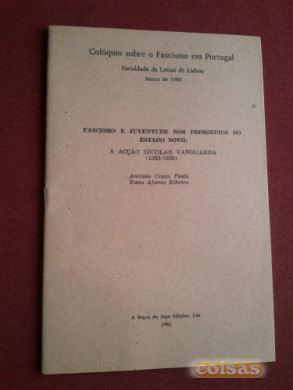 Colóquio sobre o Fascismo em Portugal
Faculdade de Letras de Lisboa
Março de 1980
FASCISMO E JUVENTUDE NOS PRIMÓRDIOS DO
ESTADO NOVO:
A ACÇÃO ESCOLAR VANGUARDA
(1933-1936)
António Costa Pinto
Nuno Afonso Ribeiro
A Regra do Jogo Edições, Lda
1982
coisas